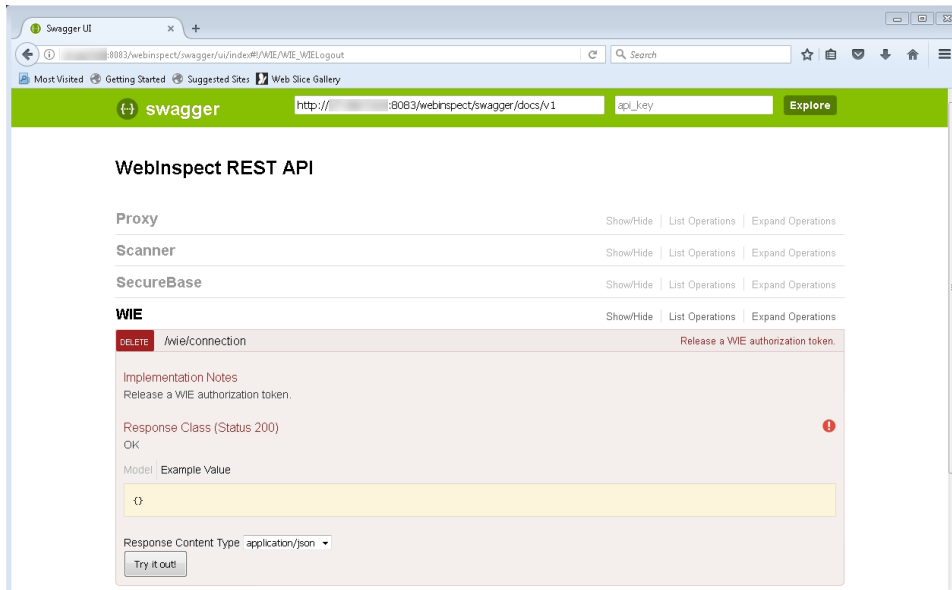 Swagger UI
:8083/webinspect/swagger/ui/index#!/WIE/WIE_WIELogout
Search
Most Visited Getting Started Suggested Sites Web Slice Gallery
swagger http:// :8083/webinspect/swagger/docs/v1 api_key Explore
WebInspect REST API
Proxy Show/Hide List Operations Expand Operations
Scanner Show/Hide List Operations Expand Operations
SecureBase Show/Hide List Operations Expand Operations
WIE Show/Hide List Operations Expand Operations
DELETE /wie/connection Release a WIE authorization token.
Implementation Notes
Release a WIE authorization token.
Response Class (Status 200)
OK
Model Example Value
{}
Response Content Type application/json
Try it out!